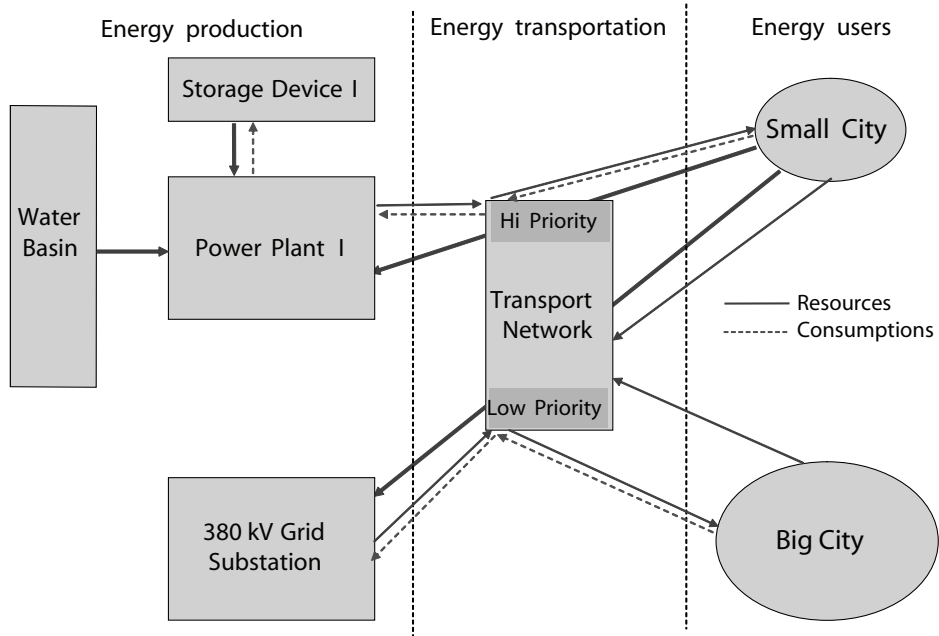 Energy production
Energy transportation
Energy users
Storage Device I
Small City
Water
Basin
Power Plant I
Hi Priority
Transport
Network
Low Priority
Resources
Consumptions
380 kV Grid
Substation
Big City